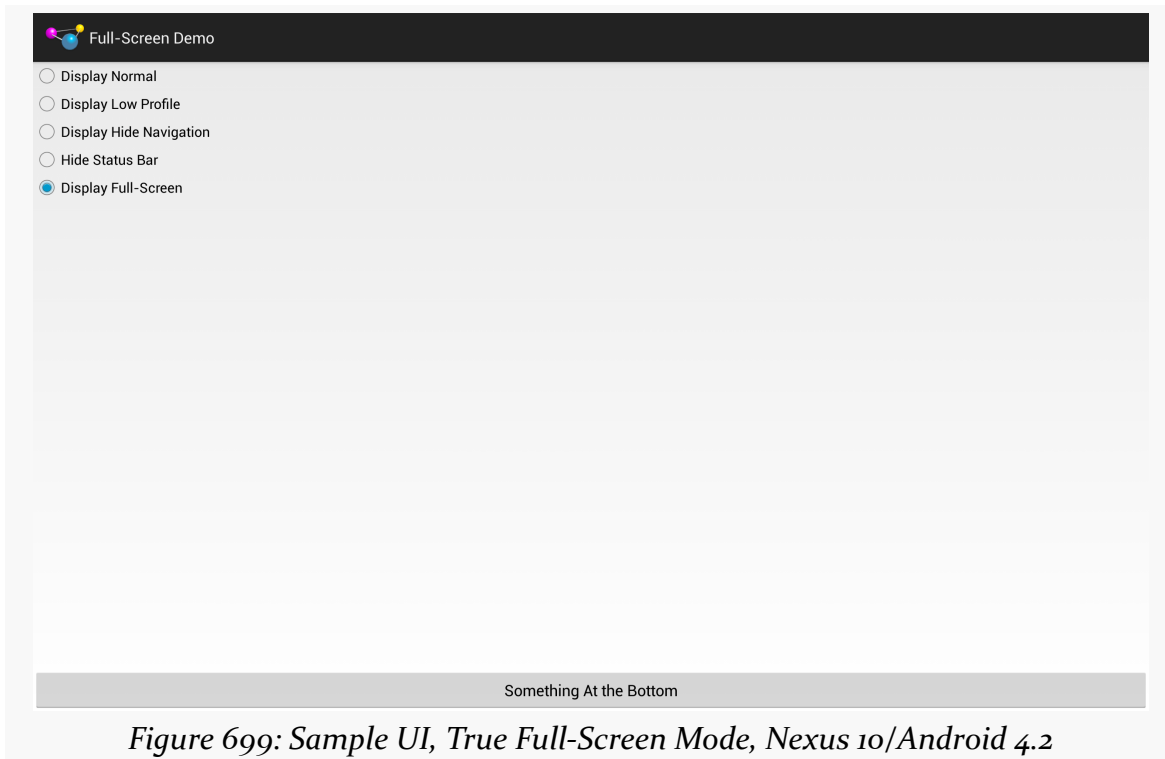 Full-Screen Demo
Display Normal
Display Low Profile
Display Hide Navigation
Hide Status Bar
Display Full-Screen
Something At the Bottom
Figure 699: Sample UI, True Full-Screen Mode, Nexus 10/Android 4.2